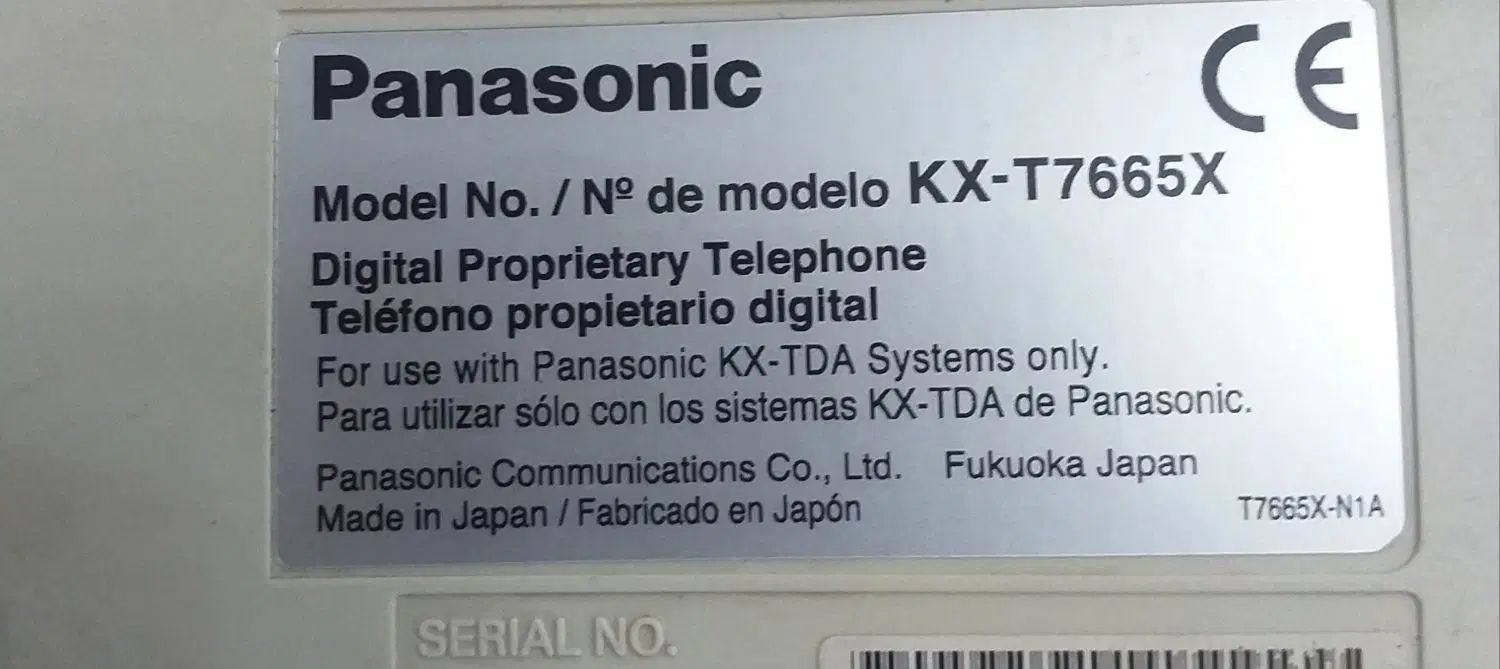 Panasonic CE
Model No. / Nº de modelo KX-T7665X
Digital Proprietary Telephone
Teléfono propietario digital
For use with Panasonic KX-TDA Systems only.
Para utilizar sólo con los sistemas KX-TDA de Panasonic.
Panasonic Communications Co., Ltd. Fukuoka Japan
Made in Japan / Fabricado en Japón T7665X-N1A
SERIAL NO.